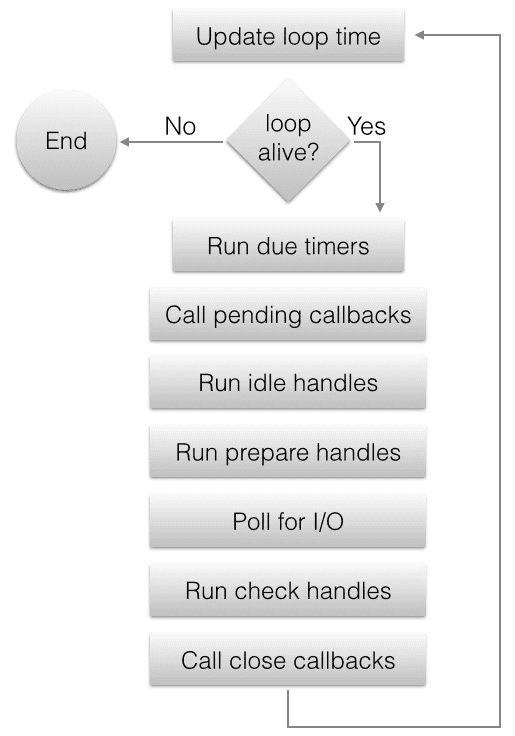 Update loop time
No
loop
alive?
Yes
End
Run due timers
Call pending callbacks
Run idle handles
Run prepare handles
Poll for I/O
Run check handles
Call close callbacks